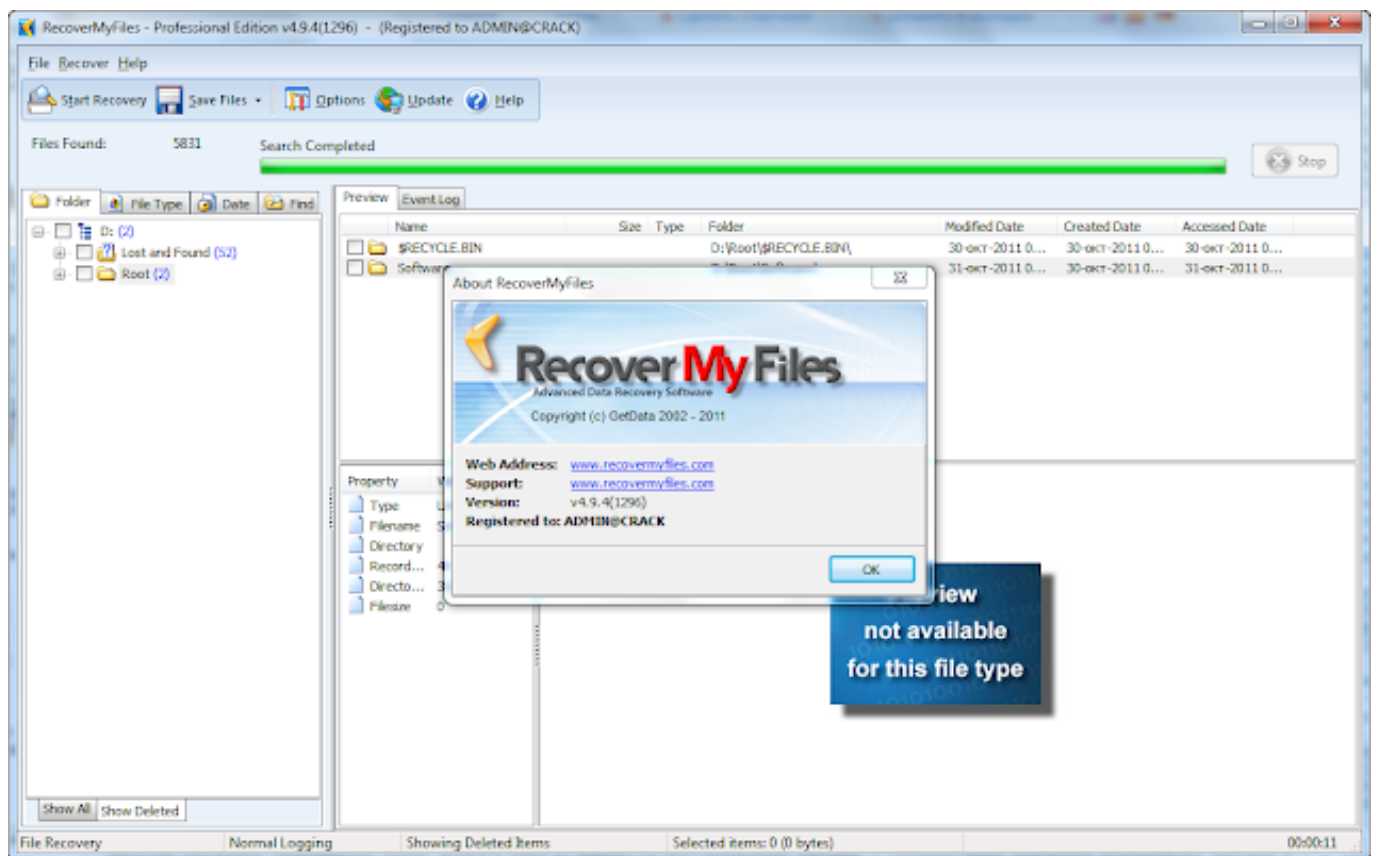 RecoverMyFiles - Professional Edition v4.9.4(1296) - (Registered to ADMIN@CRACK)
File Recover Help
Start Recovery Save Files Options Update Help
Files Found: 5831 Search Completed
Stop
Folder File Type Date Find
Preview Event Log
Name Size Type Folder Modified Date Created Date Accessed Date
D: (2)
Lost and Found (52)
Root (2)
$RECYCLE.BIN D:\Root\$RECYCLE.BIN\ 30-окт-2011 0... 30-окт-2011 0... 30-окт-2011 0...
Software 31-окт-2011 0... 30-окт-2011 0... 31-окт-2011 0...
About RecoverMyFiles
RecoverMyFiles
Advanced Data Recovery Software
Copyright (c) GetData 2002 - 2011
Web Address: www.recovermyfiles.com
Support: www.recovermyfiles.com
Version: v4.9.4(1296)
Registered to: ADMIN@CRACK
OK
Property
Type
Filename
Directory
Record... 4
Directo... 3
Filesize 0
not available
for this file type
Show All Show Deleted
File Recovery Normal Logging Showing Deleted Items Selected items: 0 (0 bytes) 00:00:11